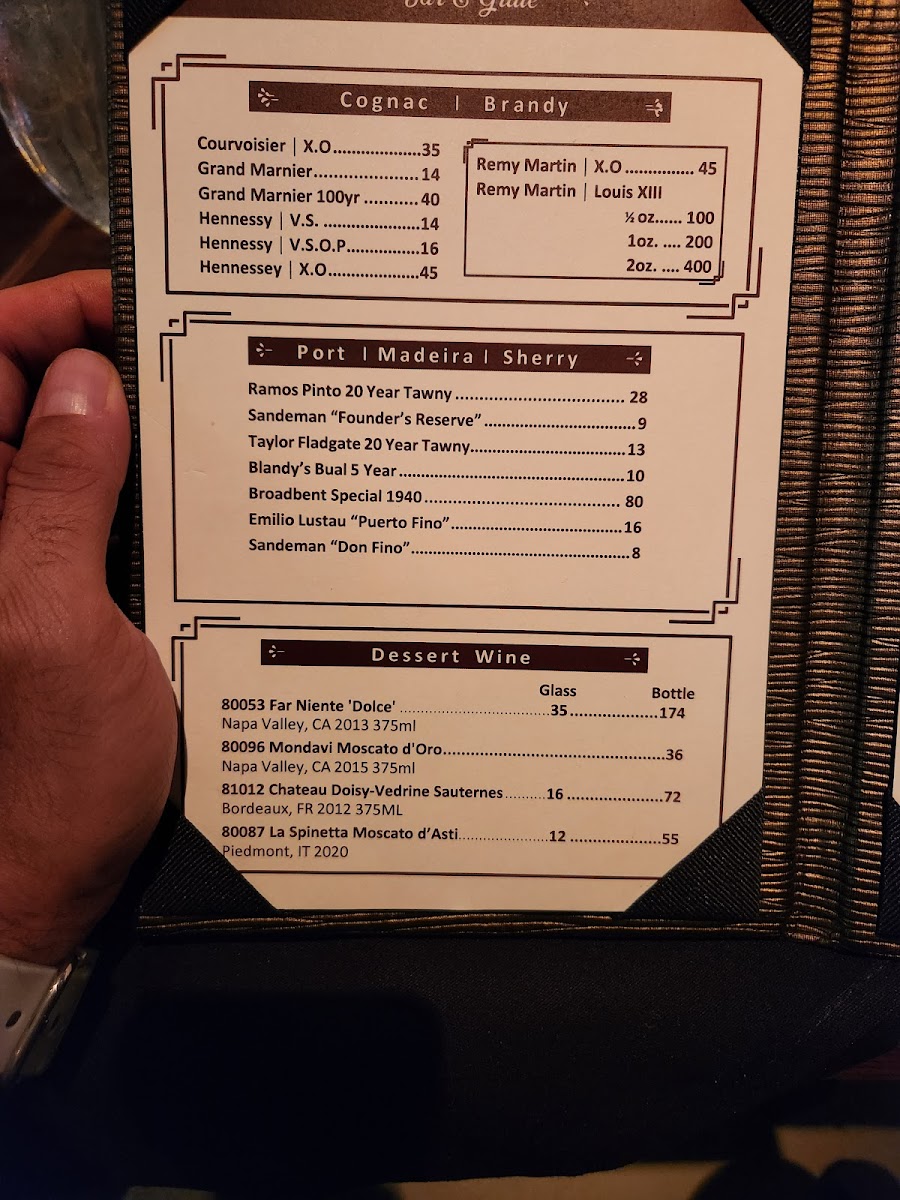 Bar & Grille
Cognac | Brandy
Courvoisier | X.O...................35
Grand Marnier.......................14
Grand Marnier 100yr ...........40
Hennessy | V.S. .....................14
Hennessy | V.S.O.P................16
Hennessey | X.O....................45
Remy Martin | X.O ............... 45
Remy Martin | Louis XIII
½ oz...... 100
1oz. .... 200
2oz. .... 400
Port | Madeira | Sherry
Ramos Pinto 20 Year Tawny .................................. 28
Sandeman “Founder’s Reserve”...............................9
Taylor Fladgate 20 Year Tawny................................13
Blandy’s Bual 5 Year ..............................................10
Broadbent Special 1940 ....................................... 80
Emilio Lustau “Puerto Fino”...................................16
Sandeman “Don Fino”............................................8
Dessert Wine
Glass Bottle
80053 Far Niente 'Dolce' ..............................35...................174
Napa Valley, CA 2013 375ml
80096 Mondavi Moscato d'Oro..............................................36
Napa Valley, CA 2015 375ml
81012 Chateau Doisy-Vedrine Sauternes..........16 ....................72
Bordeaux, FR 2012 375ML
80087 La Spinetta Moscato d’Asti......................12 ....................55
Piedmont, IT 2020